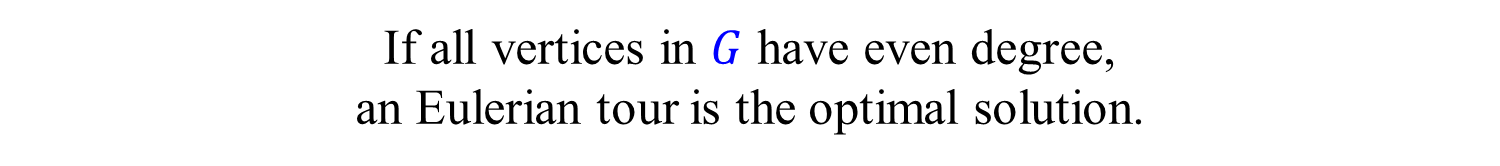 If all vertices in G have even degree,
an Eulerian tour is the optimal solution.